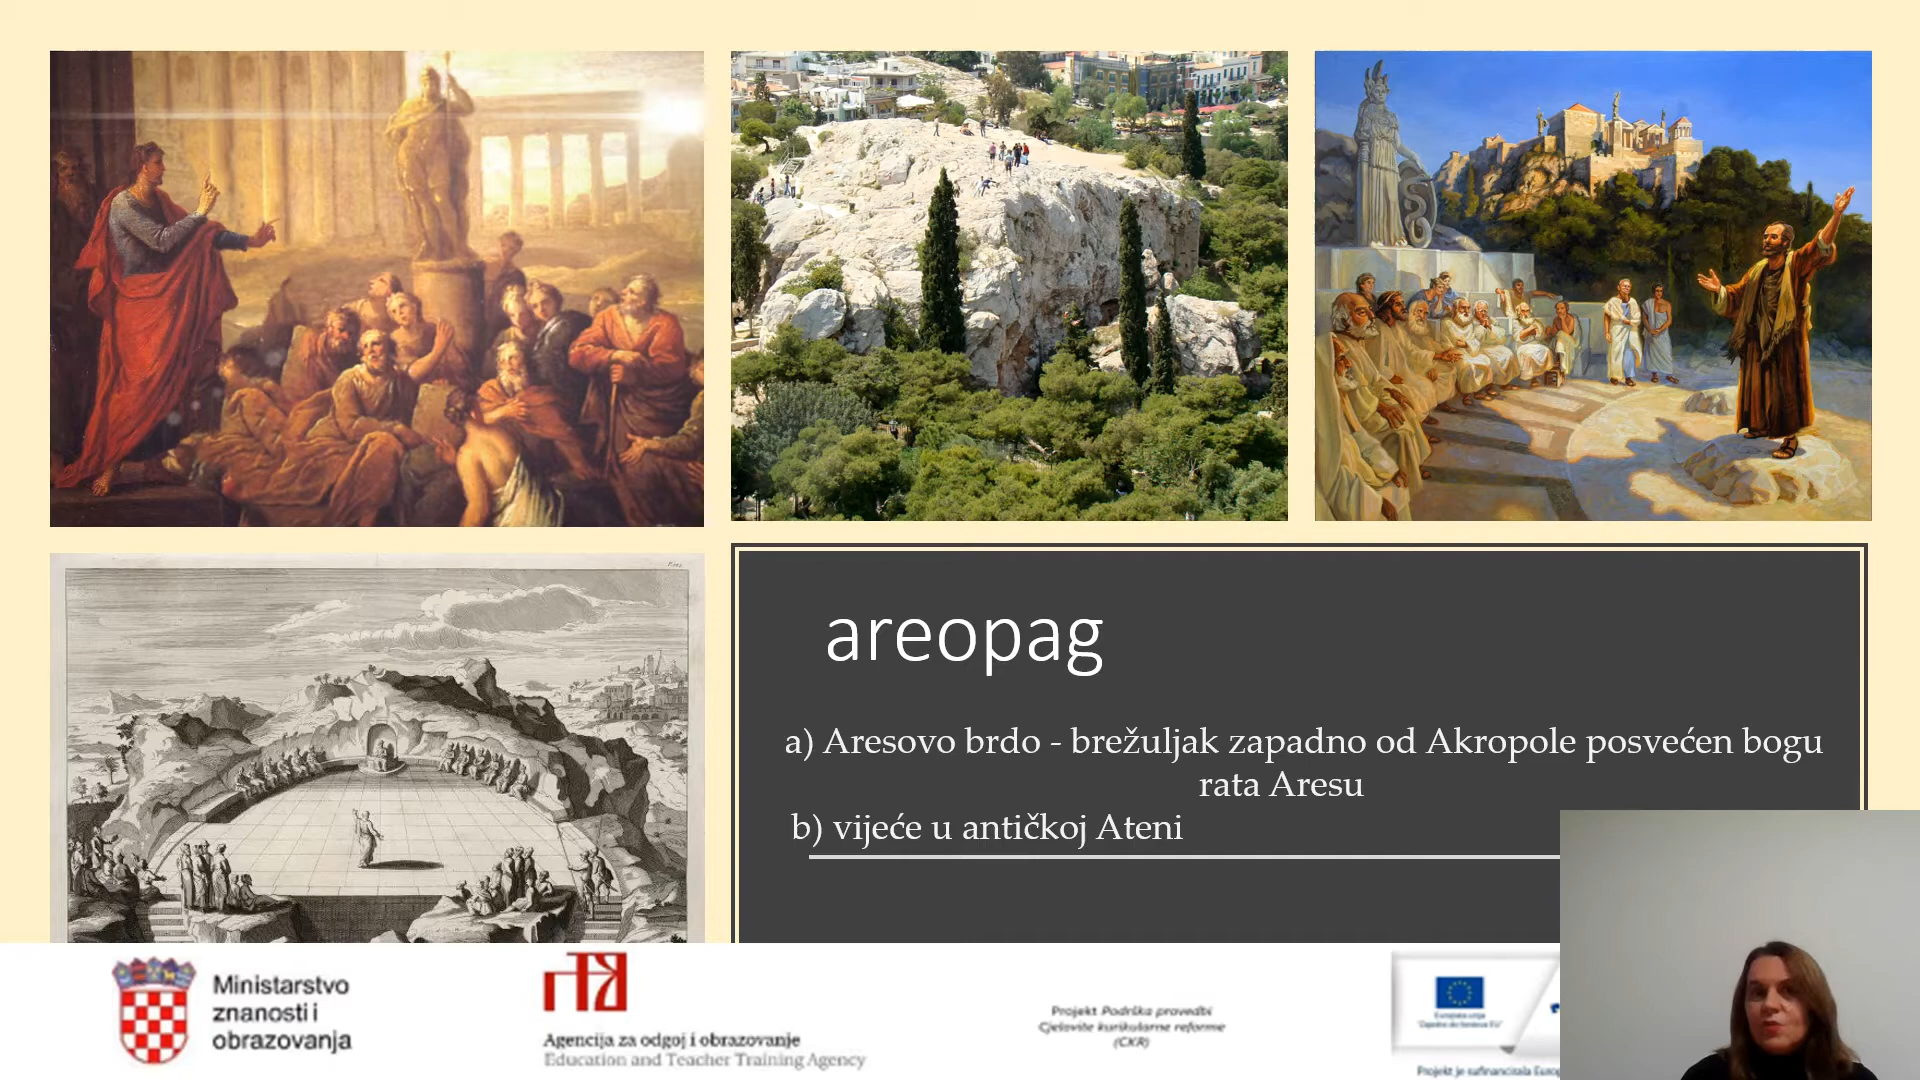 areopag
a) Aresovo brdo - brežuljak zapadno od Akropole posvećen bogu
rata Aresu
b) vijeće u antičkoj Ateni
Ministarstvo
znanosti i
obrazovanja
Agencija za odgoj i obrazovanje
Education and Teacher Training Agency
Projekt Podrška provedbi
Cjelovite kurikularne reforme
(CKR)
Europska unija
Projekt je sufinancirala